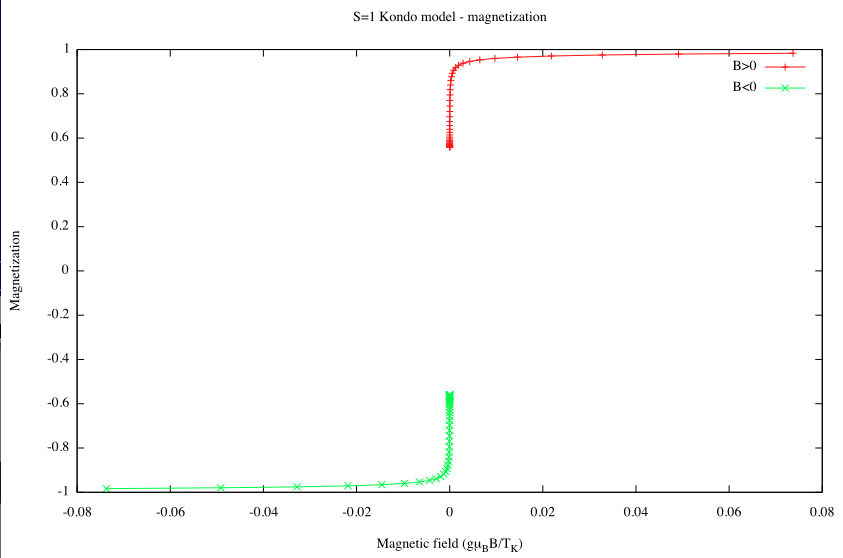 S=1 Kondo model - magnetization
1
0.8
0.6
0.4
0.2
0
-0.2
-0.4
-0.6
-0.8
-1
-0.08 -0.06 -0.04 -0.02 0 0.02 0.04 0.06 0.08
Magnetization
Magnetic field (gμBB/TK)
B>0
B<0